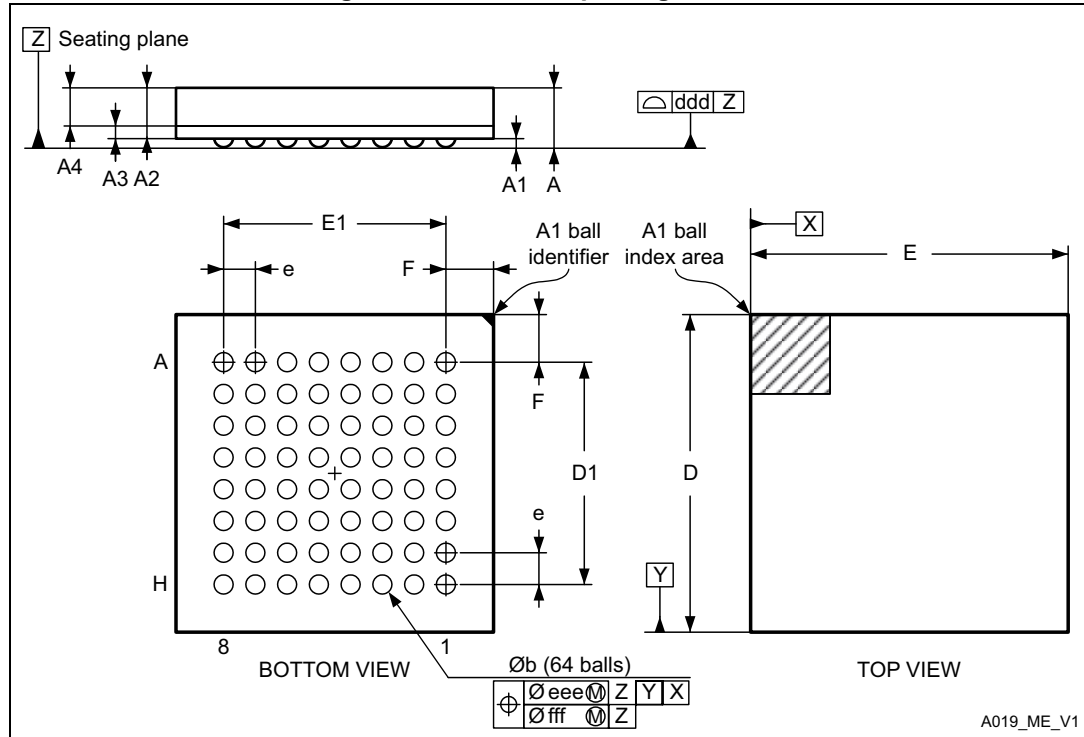 Z Seating plane
ddd Z
A4
A3 A2
A1
A
E1
e
F
A1 ball
identifier
A1 ball
index area
X
E
A
F
D1
D
e
H
Y
8
1
BOTTOM VIEW
Øb (64 balls)
TOP VIEW
Ø eee Ⓜ Z Y X
Ø fff Ⓜ Z
A019_ME_V1